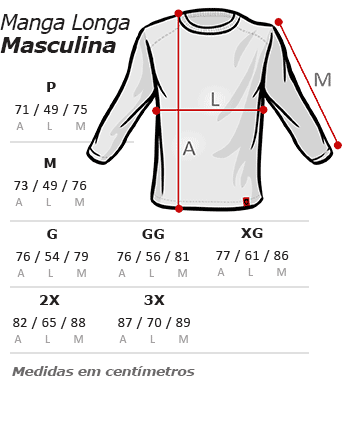 Manga Longa
Masculina
P
71 / 49 / 75
A L M
M
73 / 49 / 76
A L M
L
A
M
G GG XG
76 / 54 / 79 76 / 56 / 81 77 / 61 / 86
A L M A L M A L M
2X 3X
82 / 65 / 88 87 / 70 / 89
A L M A L M
Medidas em centímetros